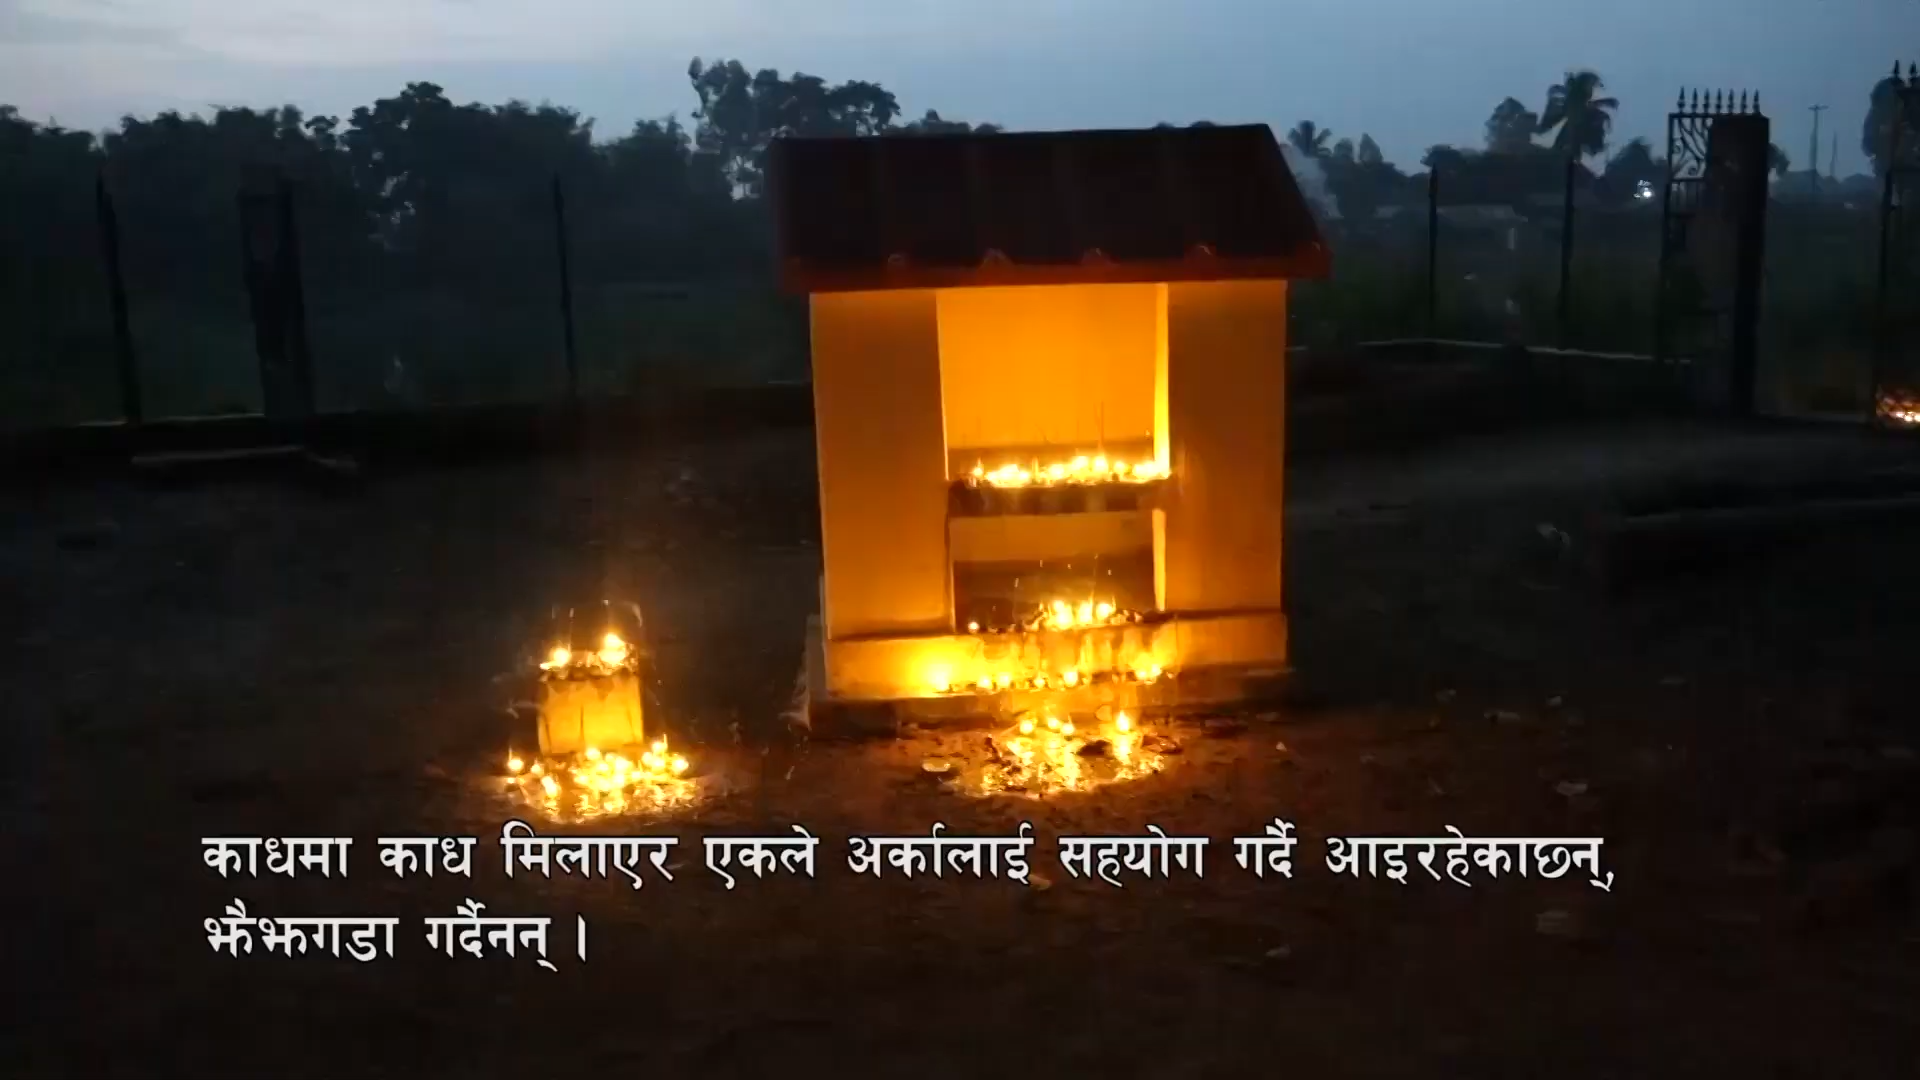 काधमा काध मिलाएर एकले अर्कालाई सहयोग गर्दै आइरहेकाछन्,
झैझगडा गर्दैनन् ।